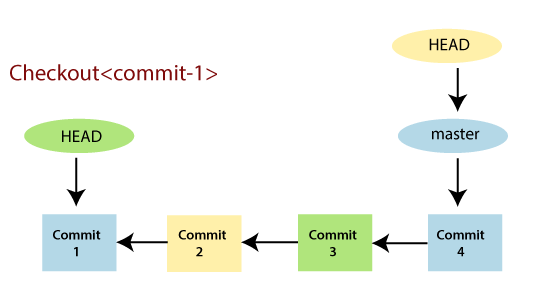 HEAD
Checkout<commit-1>
HEAD
master
Commit
1
Commit
2
Commit
3
Commit
4